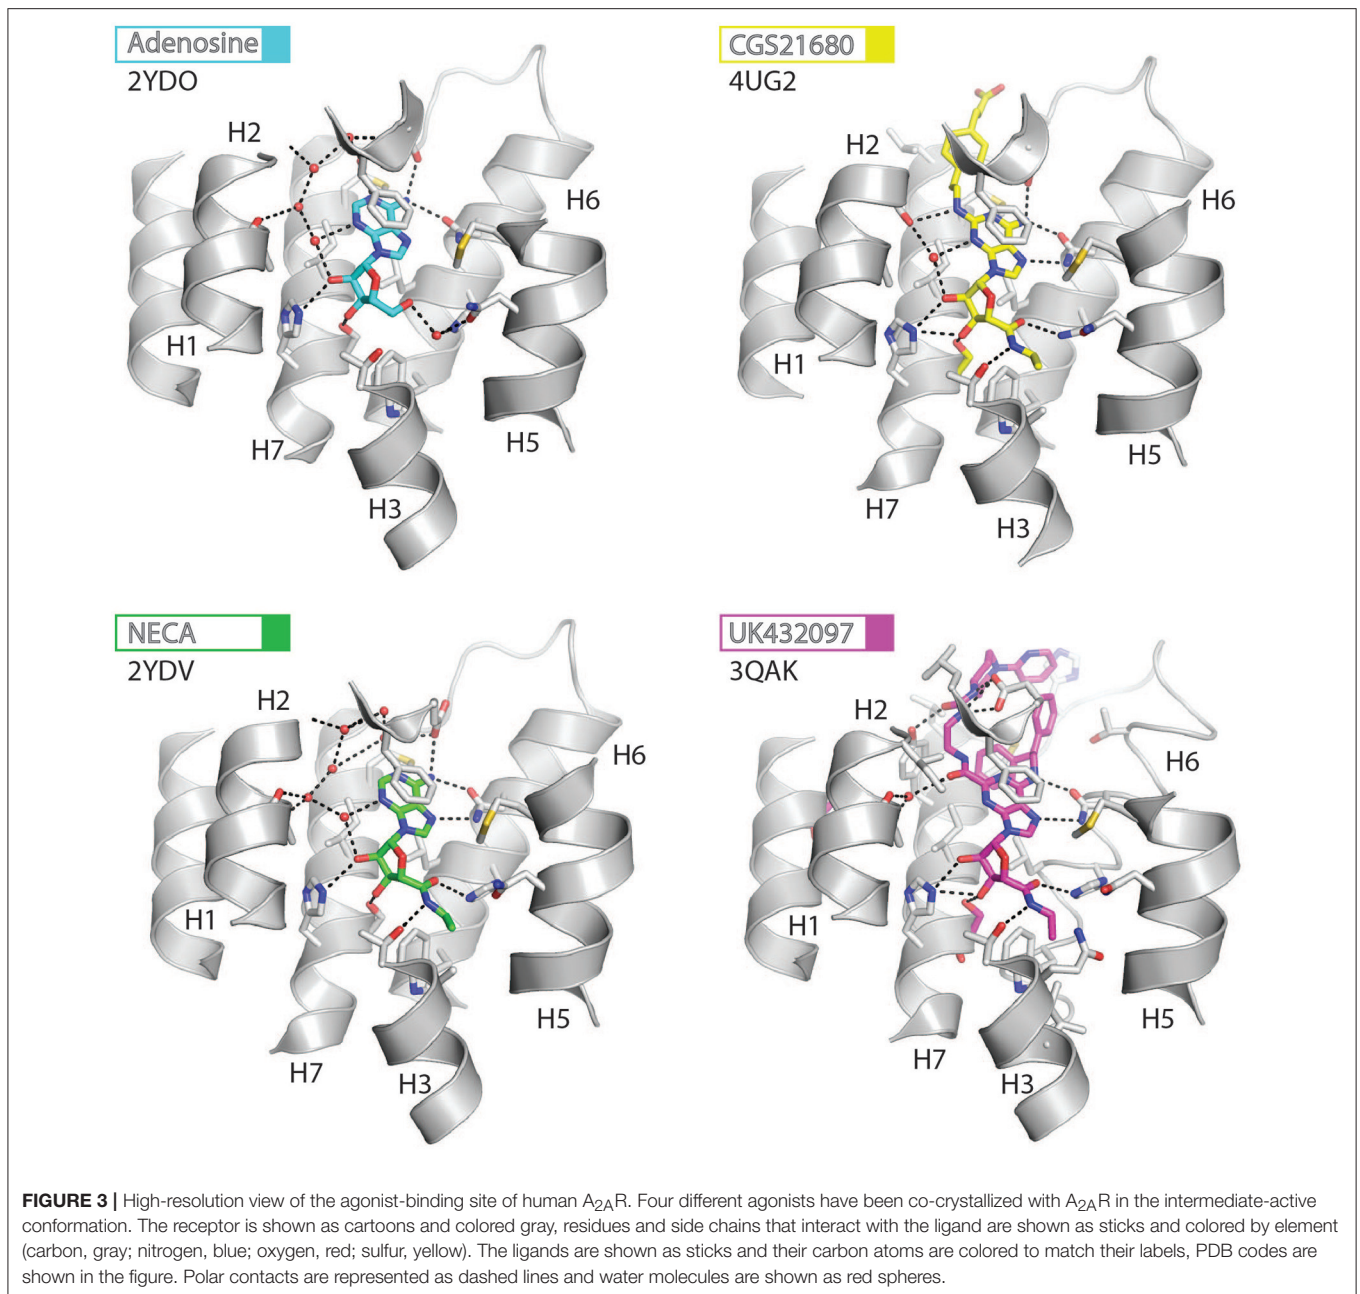 Adenosine
2YDO
H2
H6
H1
H7
H5
H3
CGS21680
4UG2
H2
H6
H1
H5
H7
H3
NECA
2YDV
H2
H6
H1
H5
H7
H3
UK432097
3QAK
H2
H6
H1
H5
H7
H3
FIGURE 3 | High-resolution view of the agonist-binding site of human A2AR. Four different agonists have been co-crystallized with A2AR in the intermediate-active
conformation. The receptor is shown as cartoons and colored gray, residues and side chains that interact with the ligand are shown as sticks and colored by element
(carbon, gray; nitrogen, blue; oxygen, red; sulfur, yellow). The ligands are shown as sticks and their carbon atoms are colored to match their labels, PDB codes are
shown in the figure. Polar contacts are represented as dashed lines and water molecules are shown as red spheres.